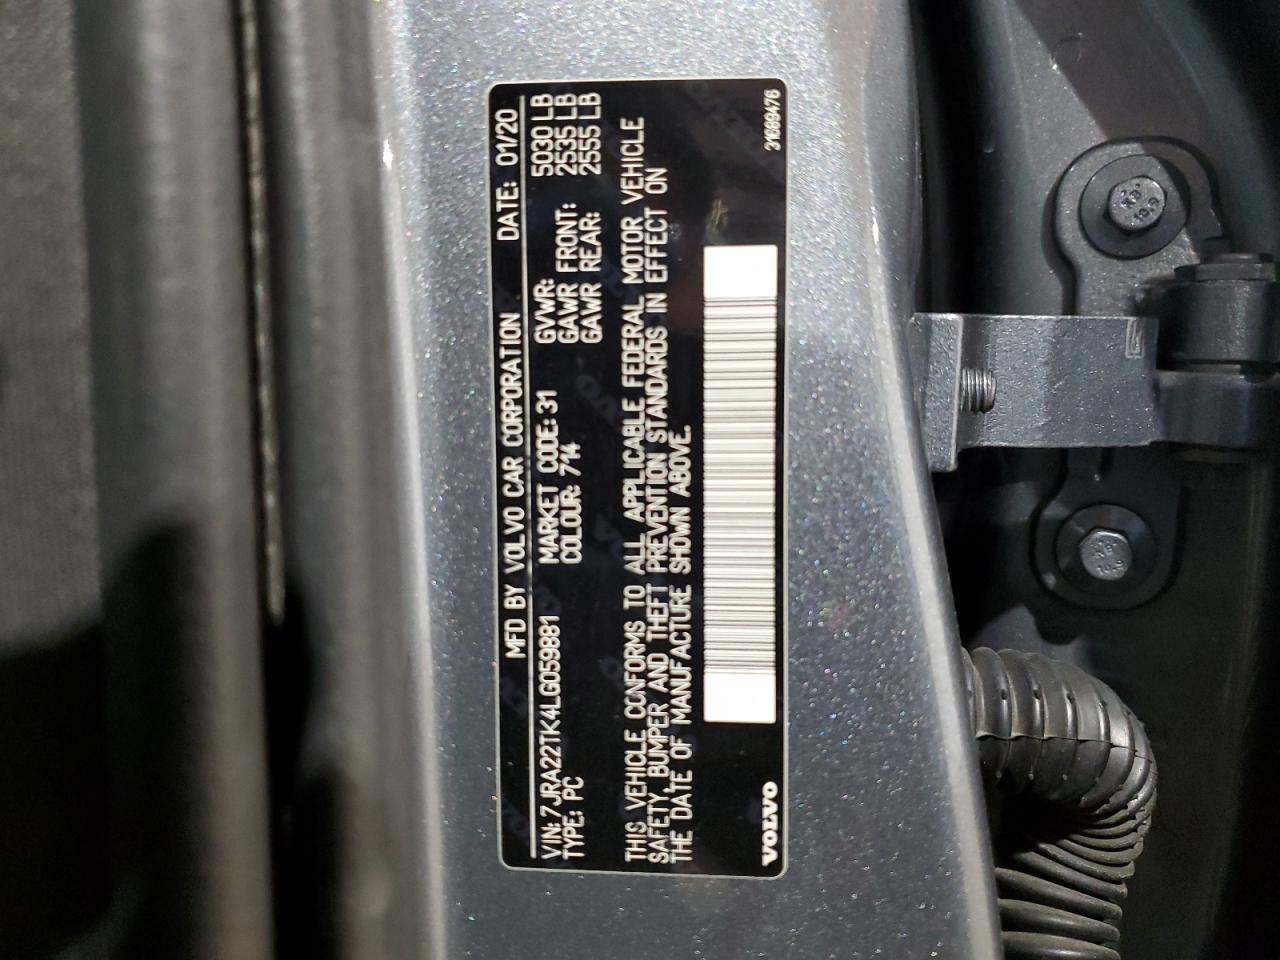 MFD BY VOLVO CAR CORPORATION DATE: 01/20
VIN: 7JRA22TK4LG059881 MARKET CODE: 31 GVWR: 5030 LB
TYPE: PC COLOUR: 714 GAWR FRONT: 2535 LB
GAWR REAR: 2555 LB
THIS VEHICLE CONFORMS TO ALL APPLICABLE FEDERAL MOTOR VEHICLE
SAFETY, BUMPER AND THEFT PREVENTION STANDARDS IN EFFECT ON
THE DATE OF MANUFACTURE SHOWN ABOVE.
VOLVO
31689476